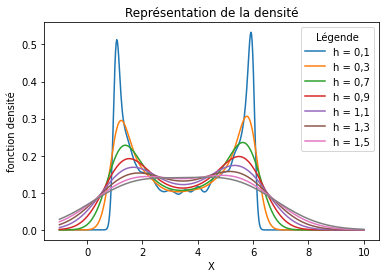 Représentation de la densité
fonction densité
0.5
0.4
0.3
0.2
0.1
0.0
Légende
h = 0,1
h = 0,3
h = 0,7
h = 0,9
h = 1,1
h = 1,3
h = 1,5
0 2 4 6 8 10
X